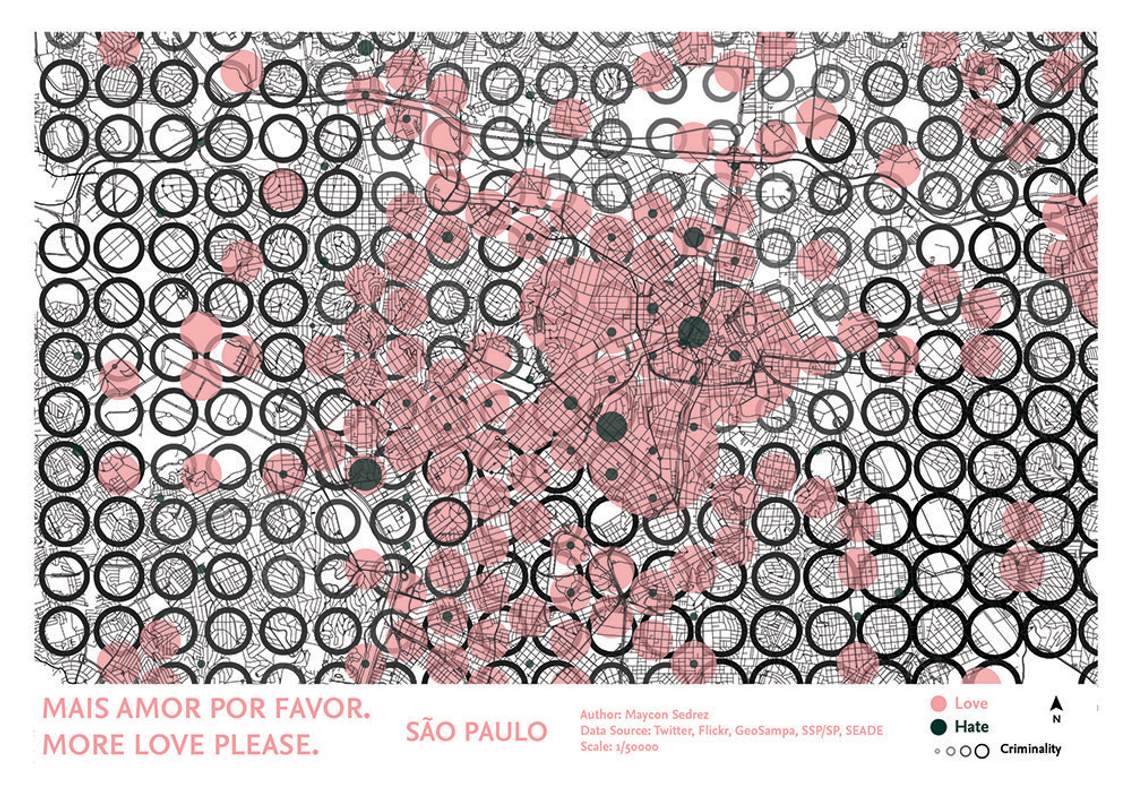 MAIS AMOR POR FAVOR.
MORE LOVE PLEASE.
SÃO PAULO
Author: Maycon Sedrez
Data Source: Twitter, Flickr, GeoSampa, SSP/SP, SEADE
Scale: 1/50000
Love
Hate
Criminality
N